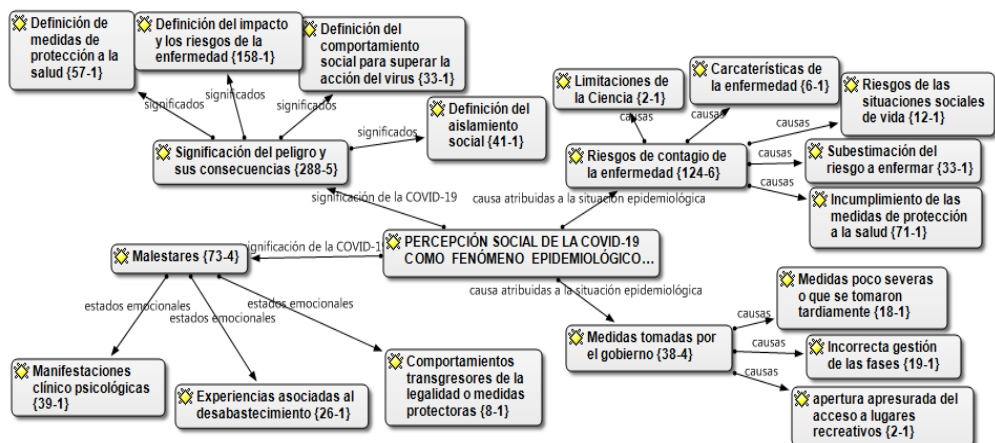 Definición de
medidas de
protección a la
salud {57-1}
Definición del impacto
y los riesgos de la
enfermedad {158-1}
Definición del
comportamiento
social para superar la
acción del virus {33-1}
significados
significados
significados
Definición del
aislamiento
social {41-1}
significados
Significación del peligro y
sus consecuencias {288-5}
significación de la COVID-19
Limitaciones de
la Ciencia {2-1}
Carcaterísticas de
la enfermedad {6-1}
Riesgos de las
situaciones sociales
de vida {12-1}
causas
causas
causas
Riesgos de contagio de
la enfermedad {124-6}
causas
Subestimación del
riesgo a enfermar {33-1}
causas
Incumplimiento de las
medidas de protección
a la salud {71-1}
causa atribuidas a la situación epidemiológica
PERCEPCIÓN SOCIAL DE LA COVID-19
COMO FENÓMENO EPIDEMIOLÓGICO...
ignificación de la COVID-1
Malestares {73-4}
estados emocionales
estados emocionales
estados emocionales
Manifestaciones
clínico psicológicas
{39-1}
Experiencias asociadas al
desabastecimiento {26-1}
Comportamientos
transgresores de la
legalidad o medidas
protectoras {8-1}
causa atribuidas a la situación epidemiológica
Medidas tomadas por
el gobierno {38-4}
causas
Medidas poco severas
o que se tomaron
tardiamente {18-1}
causas
Incorrecta gestión
de las fases {19-1}
causas
apertura apresurada del
acceso a lugares
recreativos {2-1}